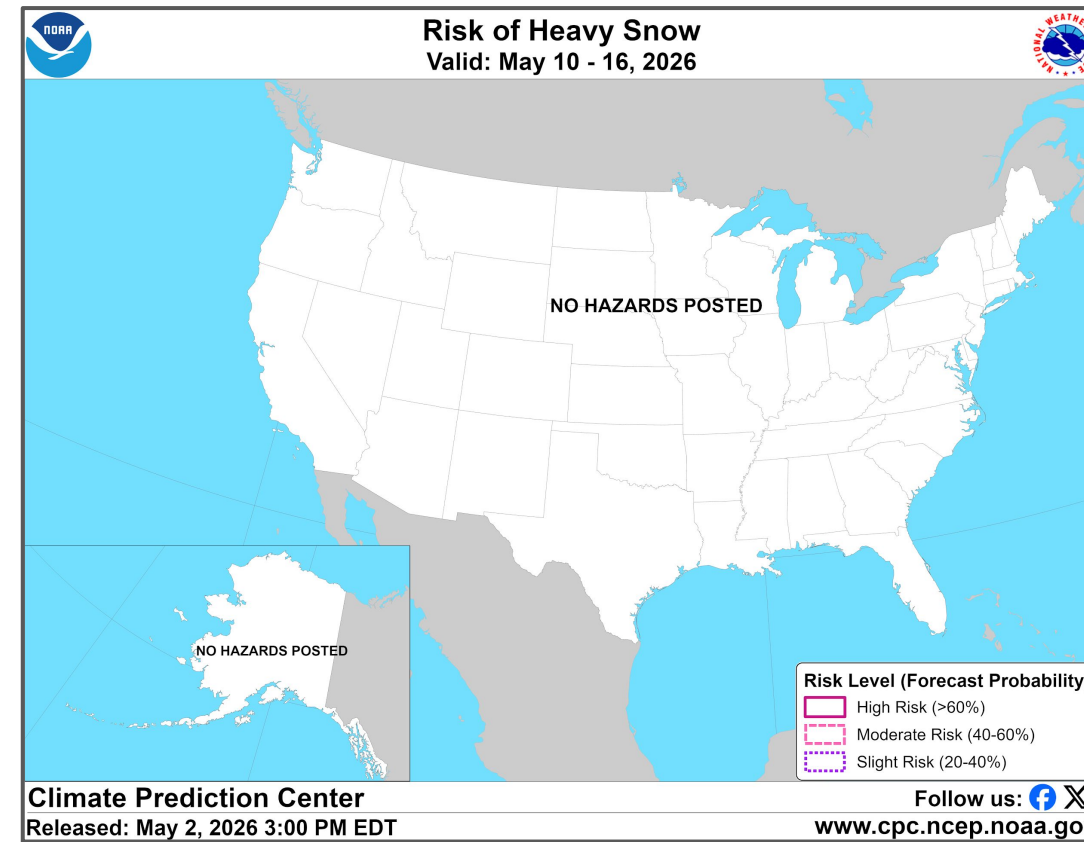 NOAA
Risk of Heavy Snow
Valid: May 10 - 16, 2026
NATIONAL WEATHE
NO HAZARDS POSTED
NO HAZARDS POSTED
Risk Level (Forecast Probability
High Risk (>60%)
Moderate Risk (40-60%)
Slight Risk (20-40%)
Climate Prediction Center
Follow us:
Released: May 2, 2026 3:00 PM EDT
www.cpc.ncep.noaa.go